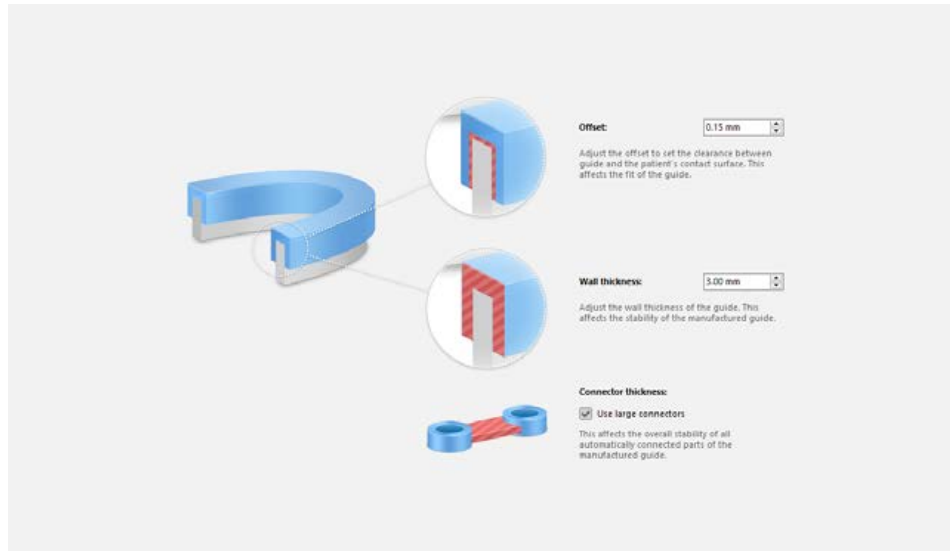 Offset:
0.15 mm
Adjust the offset to set the clearance between
guide and the patient's contact surface. This
affects the fit of the guide.
Wall thickness:
3.00 mm
Adjust the wall thickness of the guide. This
affects the stability of the manufactured guide.
Connector thickness:
Use large connectors
This affects the overall stability of all
automatically connected parts of the
manufactured guide.